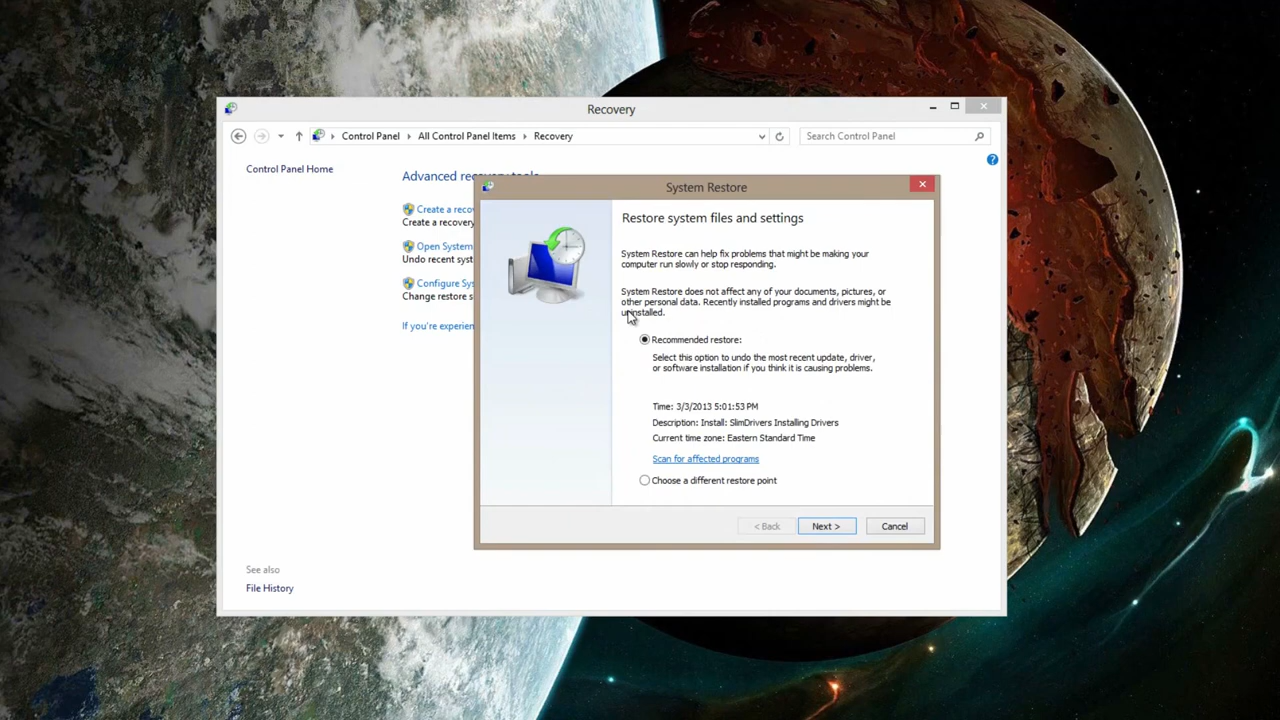 Recovery
Control Panel
All Control Panel Items
Recovery
Search Control Panel
Control Panel Home
Advanced
Create a
Create a recovery
Open System
Undo recent
Configure
Change restore
If you're
See also
File History
System Restore
Restore system files and settings
System Restore can help fix problems that might be making your
computer run slowly or stop responding.
System Restore does not affect any of your documents, pictures, or
other personal data. Recently installed programs and drivers might be
uninstalled.
Recommended restore:
Select this option to undo the most recent update, driver,
or software installation if you think it is causing problems.
Time: 3/3/2013 5:01:53 PM
Description: Install: SlimDrivers Installing Drivers
Current time zone: Eastern Standard Time
Scan for affected programs
Choose a different restore point
< Back
Next >
Cancel